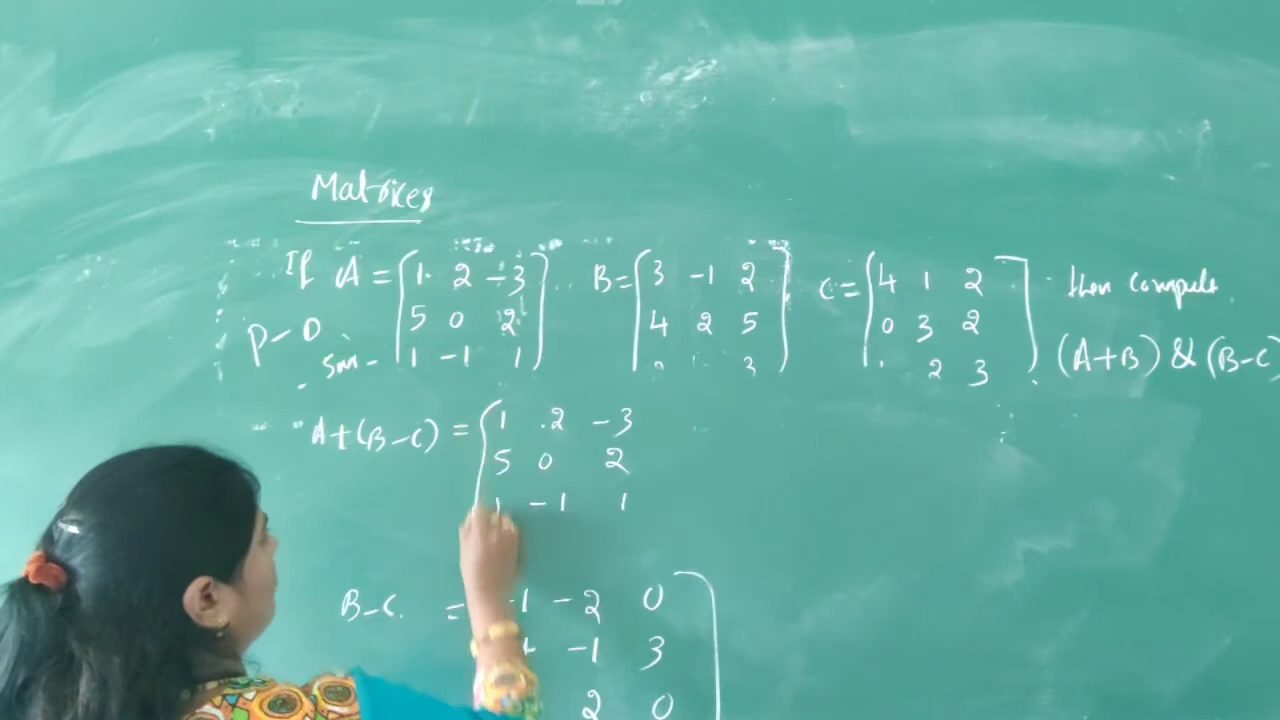 Matrices
If A = [1 2 -3 B = [3 -1 2 C = [4 1 2 then compute
P-D 5 0 2 4 2 5 0 3 2 (A+B) & (B-C)
Sm- 1 -1 1] 3] 2 3]
A+(B-C) = [1 2 -3
5 0 2
1 -1 1
B-C = -1 -2 0
-1 3
2 0]